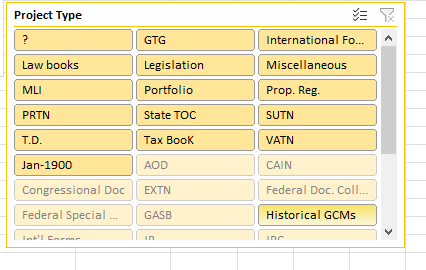 Project Type
? GTG International Fo...
Law books Legislation Miscellaneous
MLI Portfolio Prop. Reg.
PRTN State TOC SUTN
T.D. Tax BooK VATN
Jan-1900 AOD CAIN
Congressional Doc EXTN Federal Doc. Coll...
Federal Special ... GASB Historical GCMs
Int'l Forms IR IRC